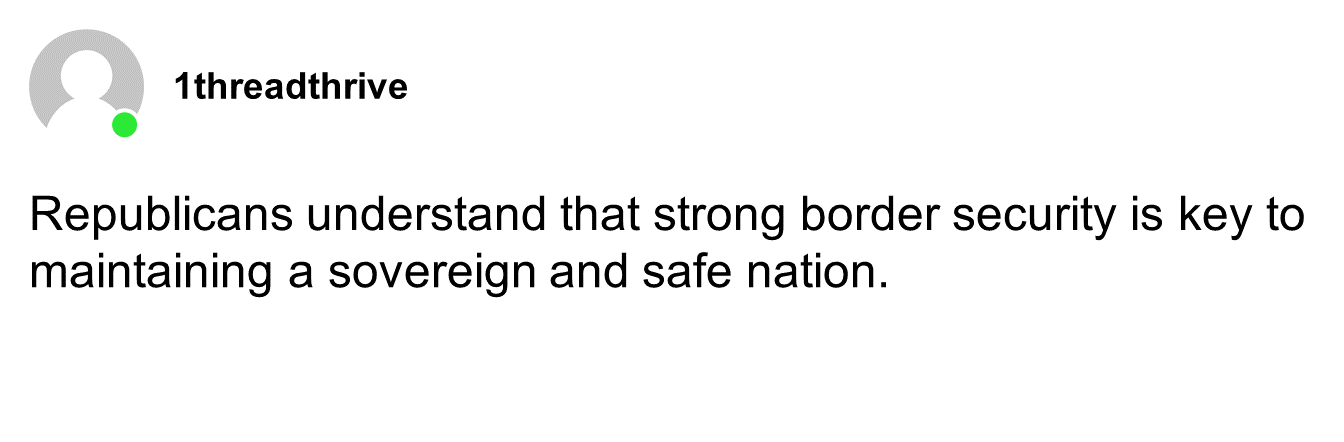 1threadthrive
Republicans understand that strong border security is key to
maintaining a sovereign and safe nation.